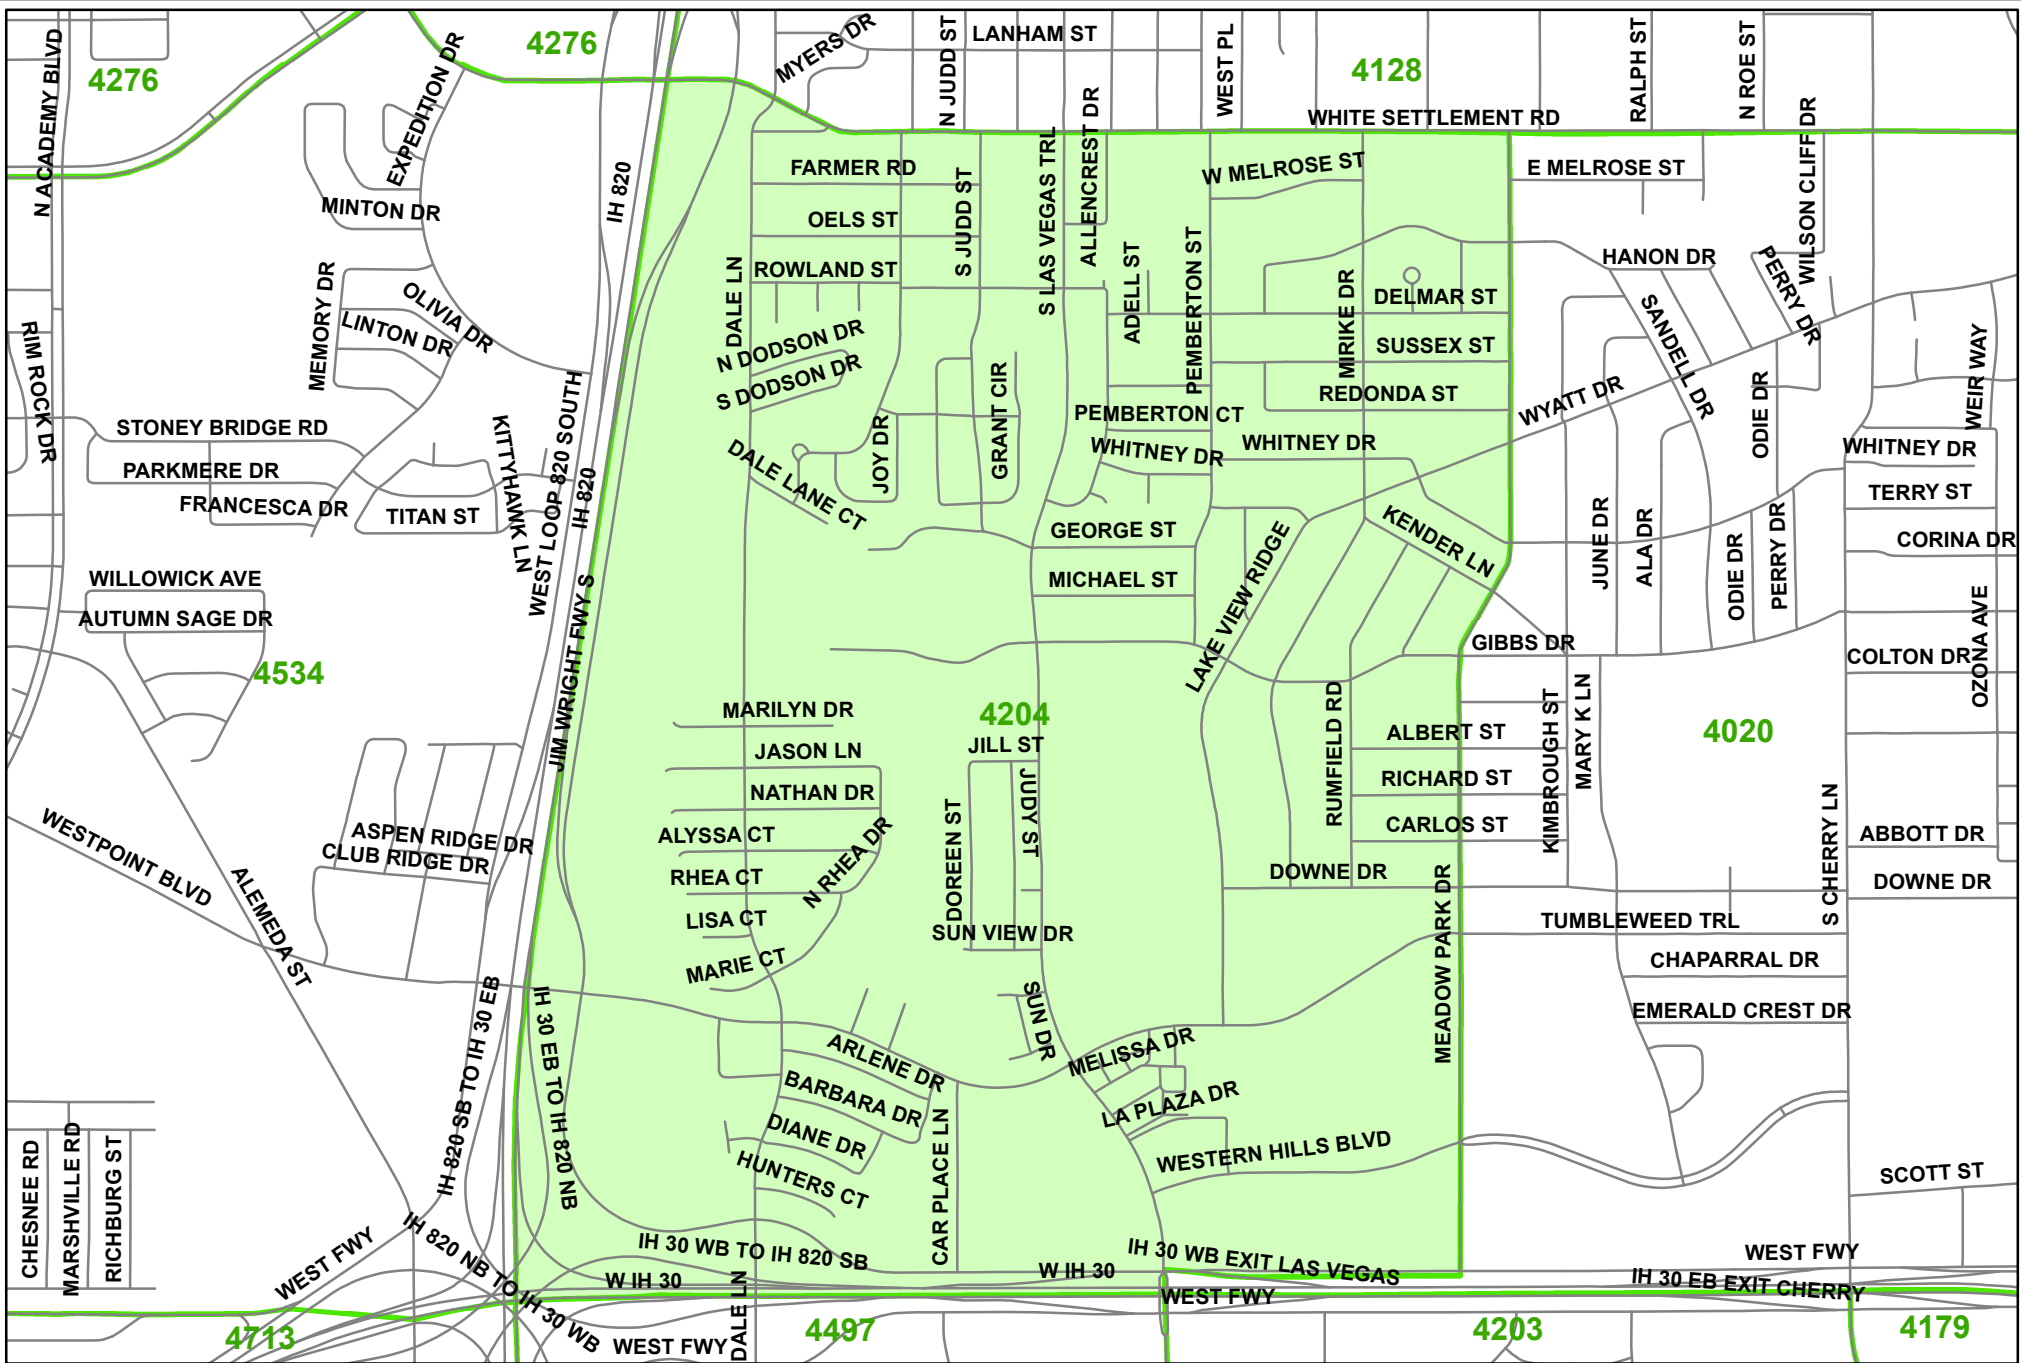 MYERS DR
N JUDD ST
LANHAM ST
WEST PL
RALPH ST
N ROE ST
N ACADEMY BLVD
4276
EXPEDITION DR
4276
4128
WHITE SETTLEMENT RD
WILSON CLIFF DR
ALLENCREST DR
S LAS VEGAS TRL
IH 820
FARMER RD
S JUDD ST
W MELROSE ST
E MELROSE ST
MINTON DR
OELS ST
ROWLAND ST
DALE LN
ADELL ST
PEMBERTON ST
MIRIKE DR
HANON DR
PERRY DR
DELMAR ST
SANDELL DR
MEMORY DR
OLIVIA DR
LINTON DR
RIM ROCK DR
N DODSON DR
S DODSON DR
SUSSEX ST
REDONDA ST
WYATT DR
ODIE DR
WEIR WAY
STONEY BRIDGE RD
PARKMERE DR
FRANCESCA DR
TITAN ST
KITTYHAWK LN
WEST LOOP 820 SOUTH
IH 820
DALE LANE CT
JOY DR
GRANT CIR
PEMBERTON CT
WHITNEY DR
WHITNEY DR
WHITNEY DR
TERRY ST
CORINA DR
KENDER LN
GEORGE ST
MICHAEL ST
LAKE VIEW RIDGE
JUNE DR
ALA DR
ODIE DR
PERRY DR
OZONA AVE
WILLOWICK AVE
AUTUMN SAGE DR
4534
JIM WRIGHT FWY S
GIBBS DR
COLTON DR
MARILYN DR
4204
JILL ST
JASON LN
NATHAN DR
ALYSSA CT
RHEA CT
N RHEA DR
LISA CT
MARIE CT
DOREEN ST
JUDY ST
SUN VIEW DR
SUN DR
RUMFIELD RD
ALBERT ST
RICHARD ST
CARLOS ST
DOWNE DR
KIMBROUGH ST
MARY K LN
4020
S CHERRY LN
ABBOTT DR
DOWNE DR
TUMBLEWEED TRL
CHAPARRAL DR
EMERALD CREST DR
MEADOW PARK DR
WESTPOINT BLVD
ALEMEDA ST
ASPEN RIDGE DR
CLUB RIDGE DR
IH 820 SB TO IH 30 EB
IH 30 EB TO IH 820 NB
ARLENE DR
BARBARA DR
DIANE DR
HUNTERS CT
CAR PLACE LN
MELISSA DR
LA PLAZA DR
WESTERN HILLS BLVD
SCOTT ST
CHESNEE RD
MARSHVILLE RD
RICHBURG ST
WEST FWY
IH 820 NB TO IH 30 WB
IH 30 WB TO IH 820 SB
W IH 30
W IH 30
IH 30 WB EXIT LAS VEGAS
WEST FWY
WEST FWY
IH 30 EB EXIT CHERRY
DALE LN
WEST FWY
4713
4497
4203
4179